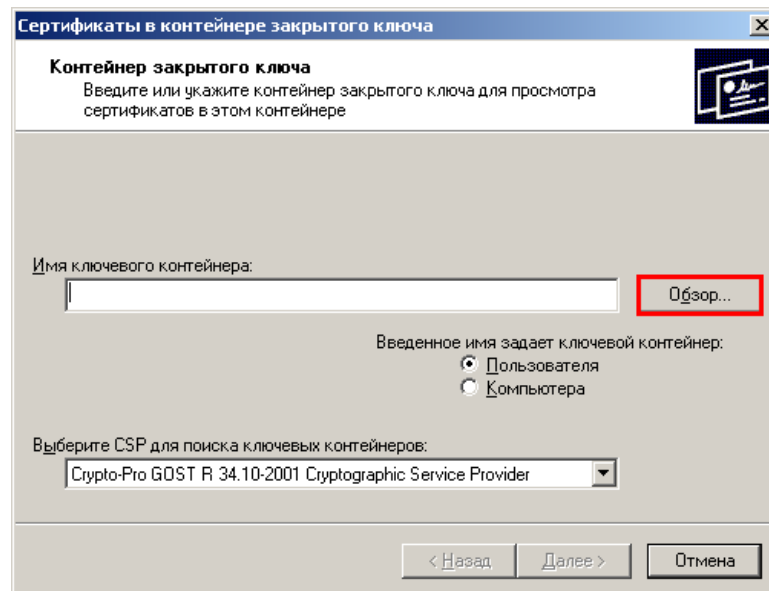 Сертификаты в контейнере закрытого ключа
Контейнер закрытого ключа
Введите или укажите контейнер закрытого ключа для просмотра
сертификатов в этом контейнере
Имя ключевого контейнера:
Обзор...
Введенное имя задает ключевой контейнер:
Пользователя
Компьютера
Выберите CSP для поиска ключевых контейнеров:
Crypto-Pro GOST R 34.10-2001 Cryptographic Service Provider
< Назад
Далее >
Отмена